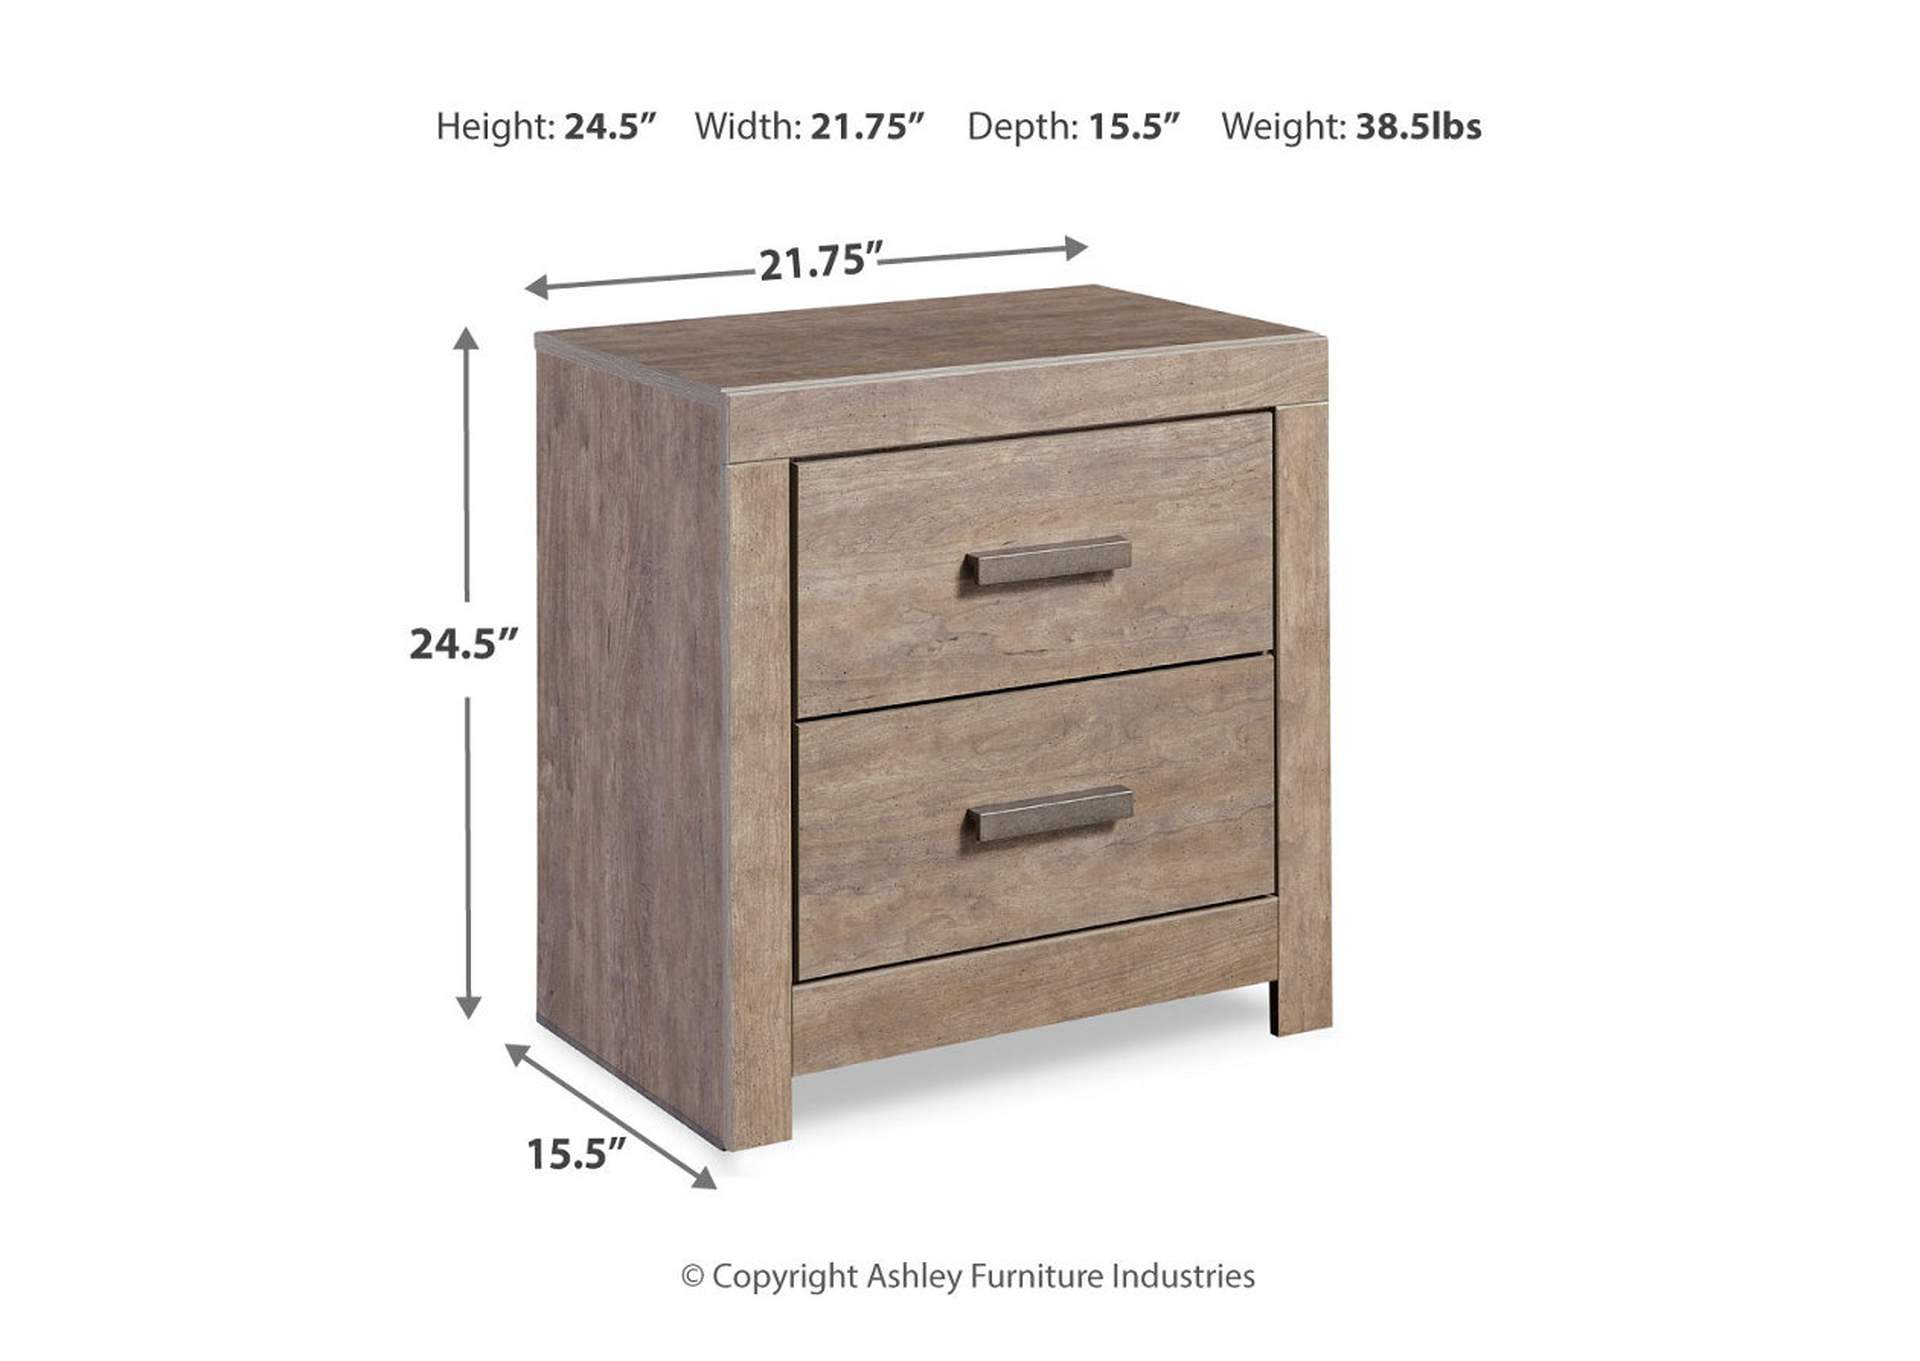 Height: 24.5” Width: 21.75” Depth: 15.5” Weight: 38.5lbs
21.75”
24.5”
15.5”
© Copyright Ashley Furniture Industries